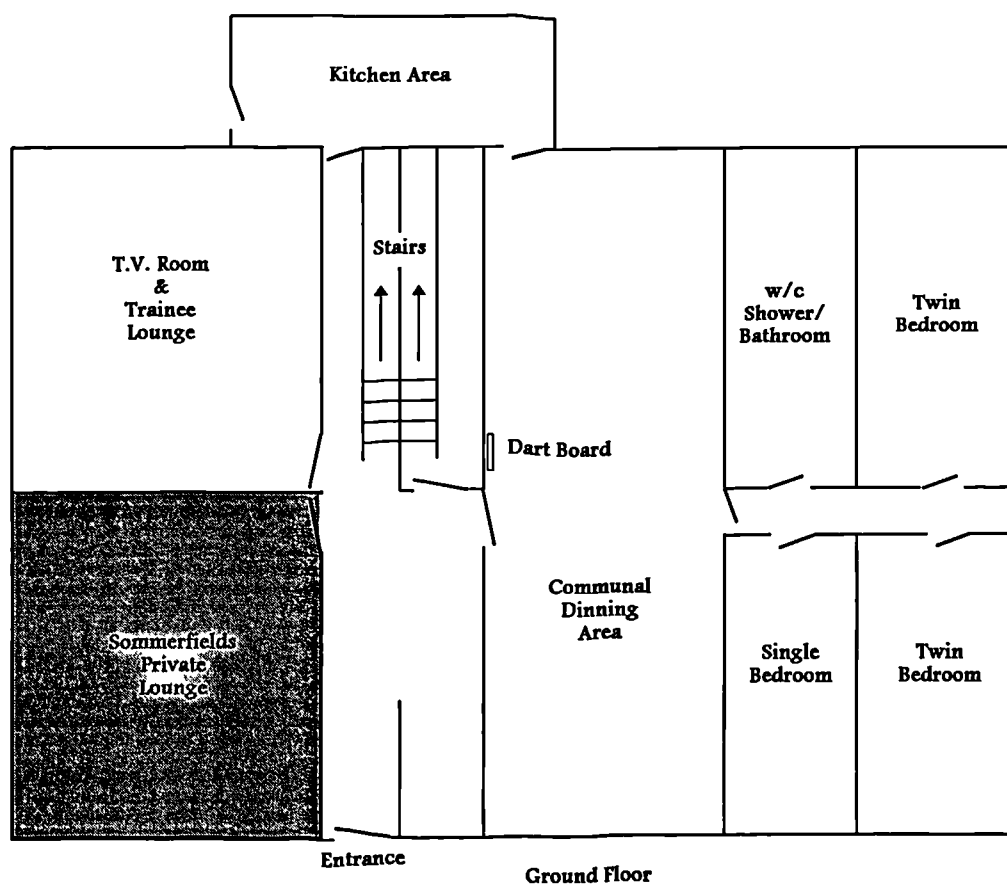 Kitchen Area
T.V. Room
&
Trainee
Lounge
Stairs
w/c
Shower/
Bathroom
Twin
Bedroom
Dart Board
Sommerfields
Private
Lounge
Communal
Dinning
Area
Single
Bedroom
Twin
Bedroom
Entrance
Ground Floor